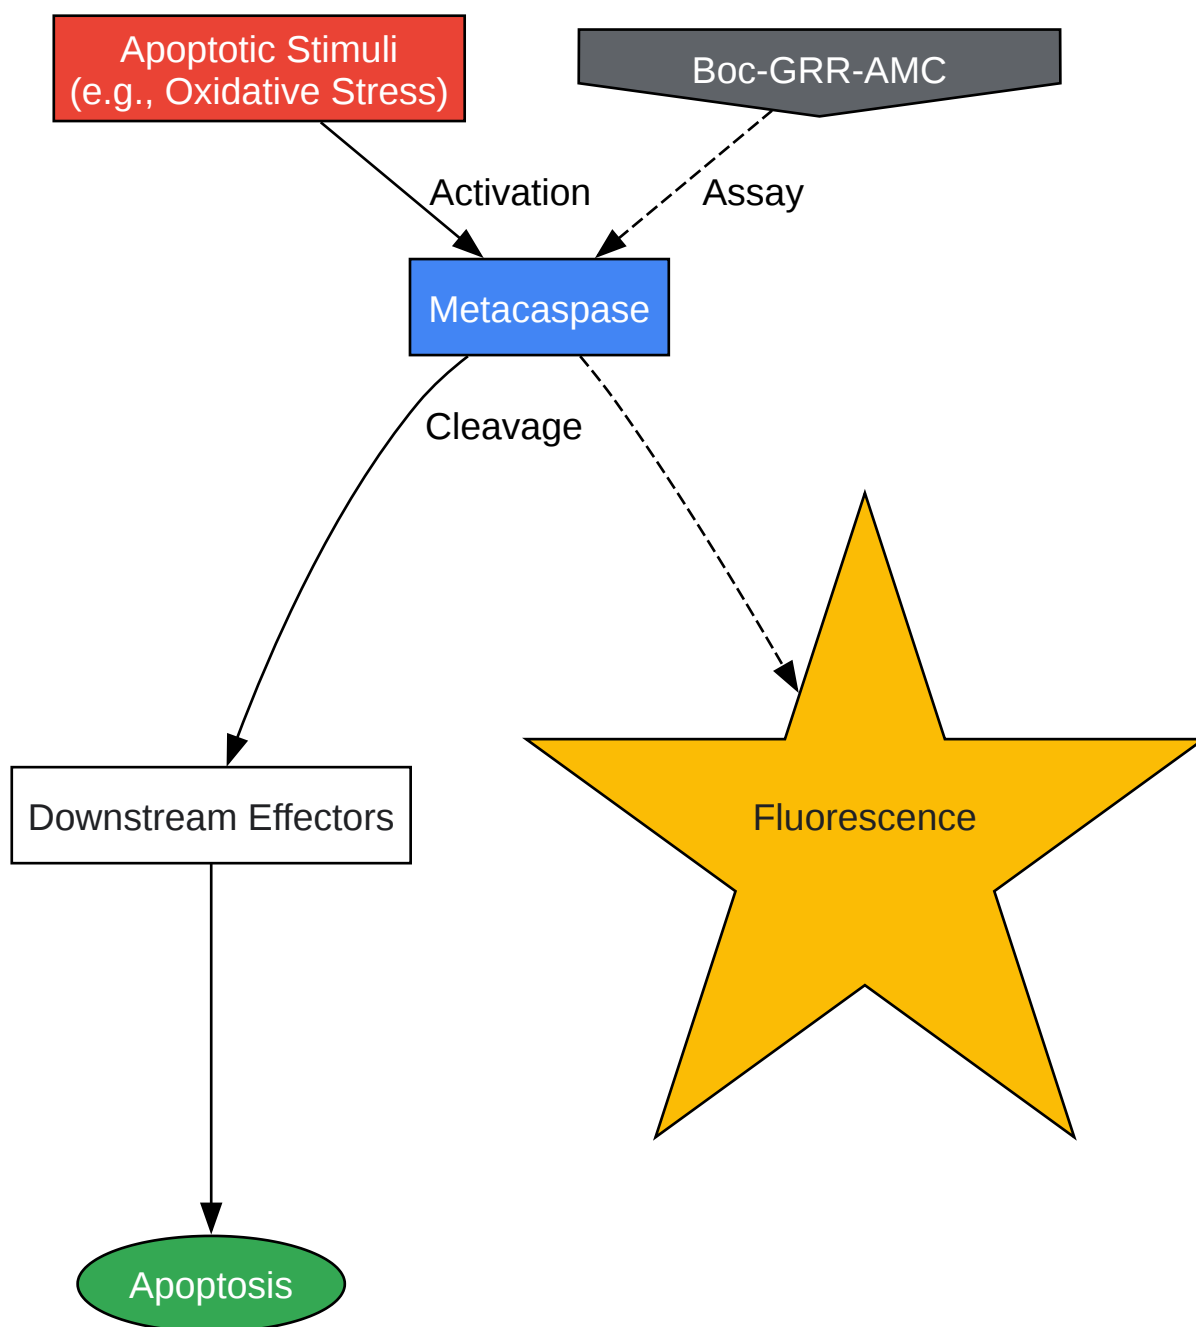 Apoptotic Stimuli
(e.g., Oxidative Stress)
Boc-GRR-AMC
Activation
Assay
Metacaspase
Cleavage
Downstream Effectors
Fluorescence
Apoptosis